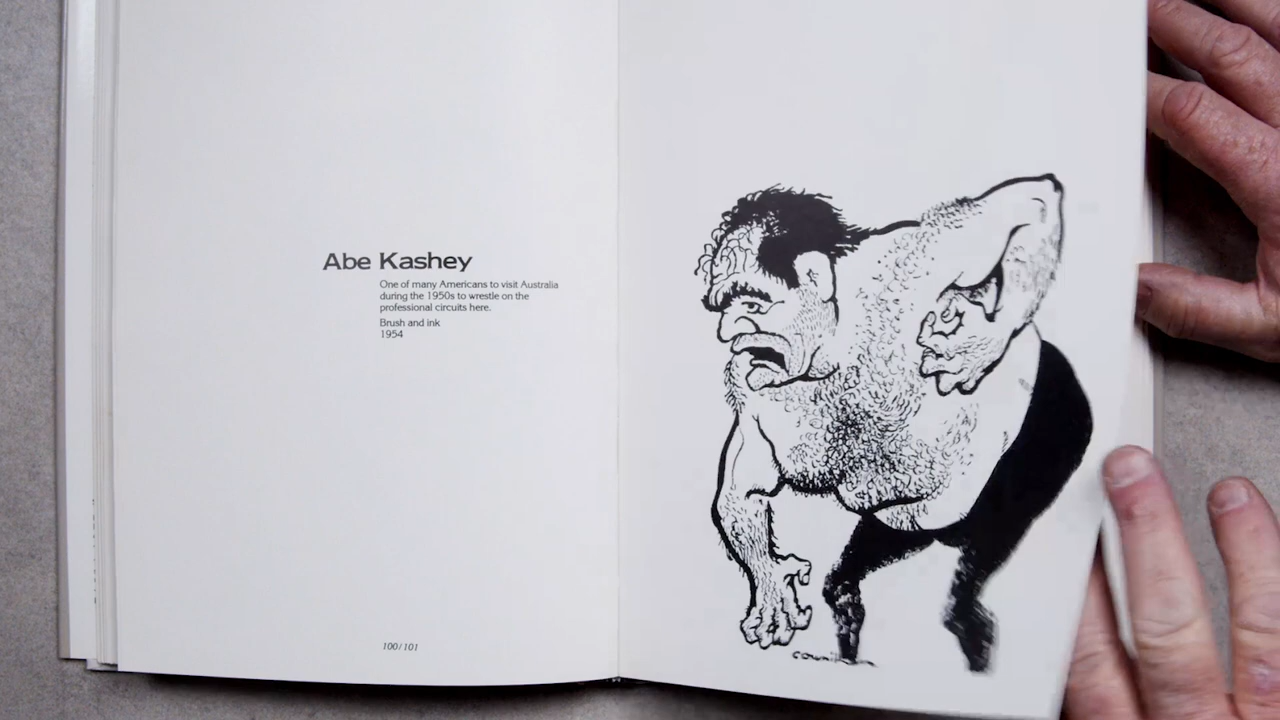 Abe Kashey
One of many Americans to visit Australia
during the 1950s to wrestle on the
professional circuits here.
Brush and ink
1954
100/101